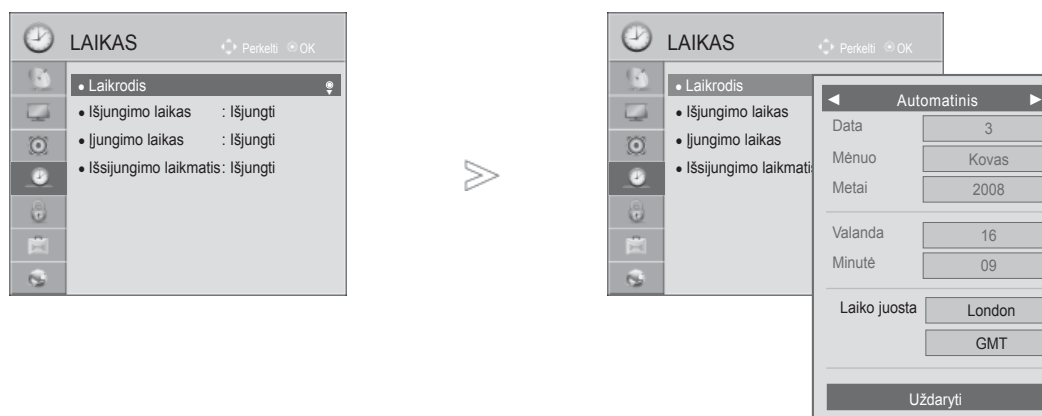 LAIKAS Perkelti OK
• Laikrodis
• Išjungimo laikas : Išjungti
• Įjungimo laikas : Išjungti
• Išsijungimo laikmatis : Išjungti
LAIKAS Perkelti OK
• Laikrodis
• Išjungimo laikas
• Įjungimo laikas
• Išsijungimo laikmati
◄ Automatinis ►
Data 3
Mėnuo Kovas
Metai 2008
Valanda 16
Minutė 09
Laiko juosta London
GMT
Uždaryti